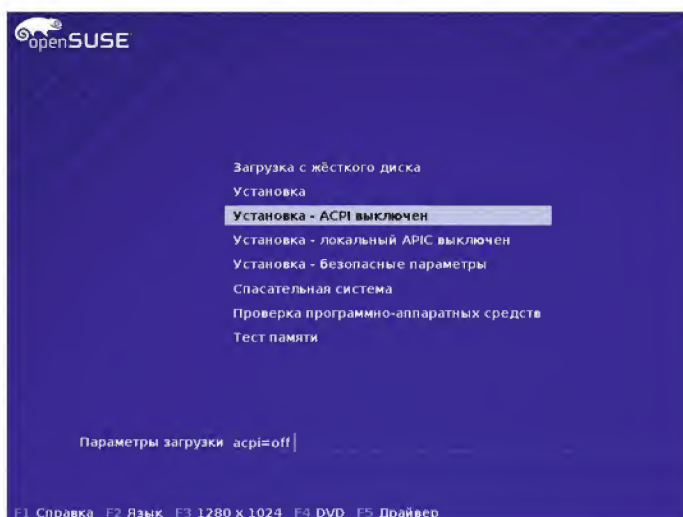 openSUSE
Загрузка с жёсткого диска
Установка
Установка - ACPI выключен
Установка - локальный APIC выключен
Установка - безопасные параметры
Спасательная система
Проверка программно-аппаратных средств
Тест памяти
Параметры загрузки acpi=off
F1 Справка F2 Язык F3 1280 x 1024 F4 DVD F5 Драйвер